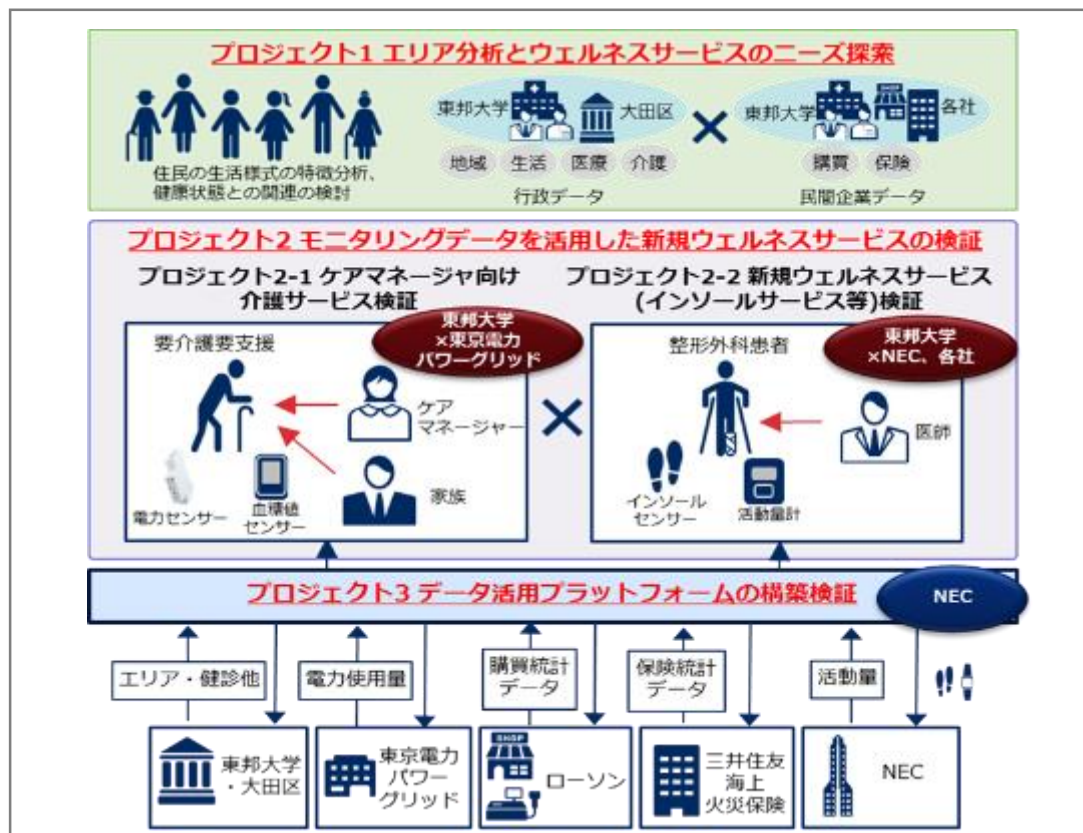 プロジェクト1 エリア分析とウェルネスサービスのニーズ探索
住民の生活様式の特徴分析、
健康状態との関連の検討
東邦大学
大田区
地域 生活 医療 介護
行政データ
東邦大学
各社
購買 保険
民間企業データ
プロジェクト2 モニタリングデータを活用した新規ウェルネスサービスの検証
プロジェクト2-1 ケアマネージャ向け
介護サービス検証
東邦大学
×東京電力
パワーグリッド
要介護要支援
ケア
マネージャー
家族
電力センサー
血糖値
センサー
プロジェクト2-2 新規ウェルネスサービス
(インソールサービス等)検証
東邦大学
×NEC、各社
整形外科患者
医師
インソール
センサー
活動量計
プロジェクト3 データ活用プラットフォームの構築検証
NEC
エリア・健診他
電力使用量
購買統計
データ
保険統計
データ
活動量
東邦大学
・大田区
東京電力
パワー
グリッド
SHOP
ローソン
三井住友
海上
火災保険
NEC